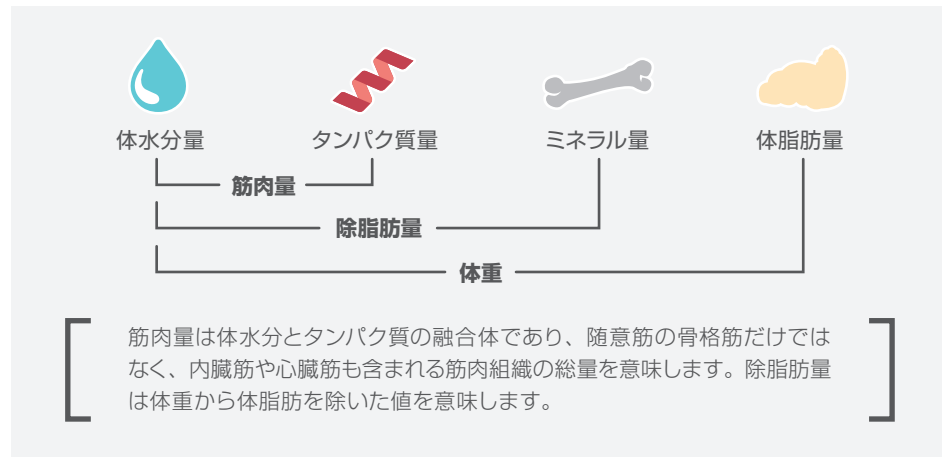 体水分量
タンパク質量
ミネラル量
体脂肪量
筋肉量
除脂肪量
体重
筋肉量は体水分とタンパク質の融合体であり、随意筋の骨格筋だけでは
なく、内臓筋や心臓筋も含まれる筋肉組織の総量を意味します。除脂肪量
は体重から体脂肪を除いた値を意味します。